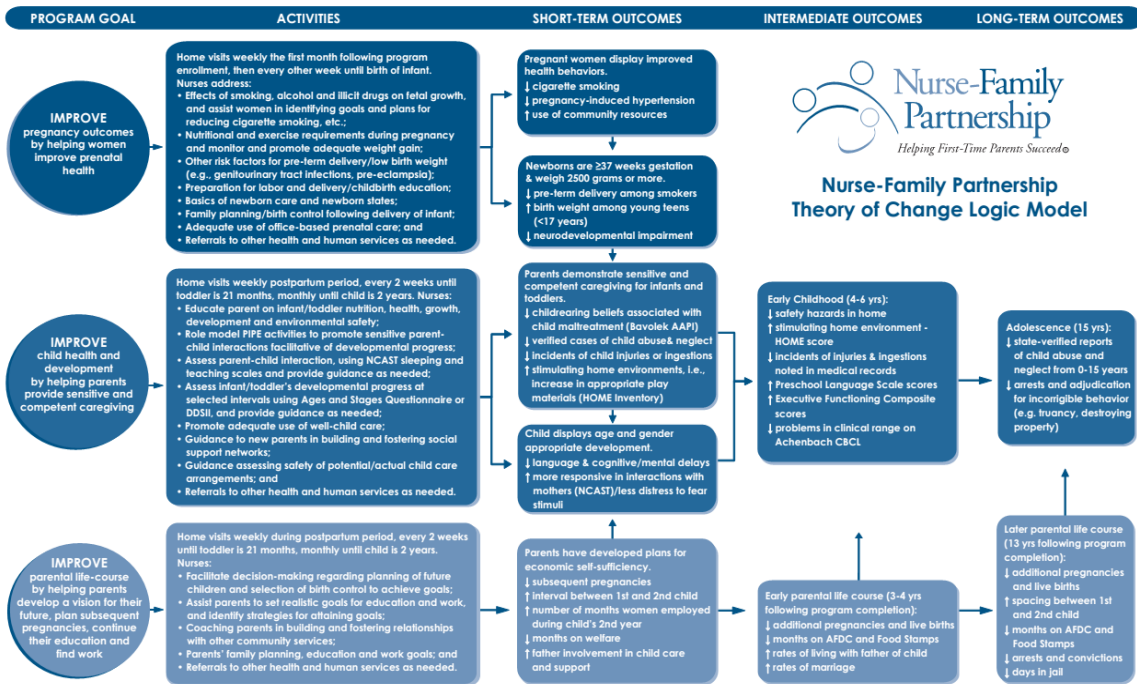 PROGRAM GOAL
ACTIVITIES
SHORT-TERM OUTCOMES
INTERMEDIATE OUTCOMES
LONG-TERM OUTCOMES
IMPROVE
pregnancy outcomes
by helping women
improve prenatal
health
Home visits weekly the first month following program
enrollment, then every other week until birth of infant.
Nurses address:
• Effects of smoking, alcohol and illicit drugs on fetal growth,
and assist women in identifying goals and plans for
reducing cigarette smoking, etc.;
• Nutritional and exercise requirements during pregnancy
and monitor and promote adequate weight gain;
• Other risk factors for pre-term delivery/low birth weight
(e.g., genitourinary tract infections, pre-eclampsia);
• Preparation for labor and delivery/childbirth education;
• Basics of newborn care and newborn states;
• Family planning/birth control following delivery of infant;
• Adequate use of office-based prenatal care; and
• Referrals to other health and human services as needed.
Pregnant women display improved
health behaviors.
↓ cigarette smoking
↓ pregnancy-induced hypertension
↑ use of community resources
Newborns are ≥37 weeks gestation
& weigh 2500 grams or more.
↓ pre-term delivery among smokers
↑ birth weight among young teens
(<17 years)
↓ neurodevelopmental impairment
Nurse-Family
Partnership
Helping First-Time Parents Succeed®
Nurse-Family Partnership
Theory of Change Logic Model
IMPROVE
child health and
development
by helping parents
provide sensitive and
competent caregiving
Home visits weekly postpartum period, every 2 weeks until
toddler is 21 months, monthly until child is 2 years. Nurses:
• Educate parent on infant/toddler nutrition, health, growth,
development and environmental safety;
• Role model PIPE activities to promote sensitive parent-
child interactions facilitative of developmental progress;
• Assess parent-child interaction, using NCAST sleeping and
teaching scales and provide guidance as needed;
• Assess infant/toddler's developmental progress at
selected intervals using Ages and Stages Questionnaire or
DDSII, and provide guidance as needed;
• Promote adequate use of well-child care;
• Guidance to new parents in building and fostering social
support networks;
• Guidance assessing safety of potential/actual child care
arrangements; and
• Referrals to other health and human services as needed.
Parents demonstrate sensitive and
competent caregiving for infants and
toddlers.
↓ childrearing beliefs associated with
child maltreatment (Bavolek AAPI)
↓ verified cases of child abuse& neglect
↓ incidents of child injuries or ingestions
↑ stimulating home environments, i.e.,
increase in appropriate play
materials (HOME Inventory)
Child displays age and gender
appropriate development.
↓ language & cognitive/mental delays
↑ more responsive in interactions with
mothers (NCAST)/less distress to fear
stimuli
Early Childhood (4-6 yrs):
↓ safety hazards in home
↑ stimulating home environment -
HOME score
↓ incidents of injuries & ingestions
noted in medical records
↑ Preschool Language Scale scores
↑ Executive Functioning Composite
scores
↓ problems in clinical range on
Achenbach CBCL
Adolescence (15 yrs):
↓ state-verified reports
of child abuse and
neglect from 0-15 years
↓ arrests and adjudication
for incorrigible behavior
(e.g. truancy, destroying
property)
IMPROVE
parental life-course
by helping parents
develop a vision for their
future, plan subsequent
pregnancies, continue
their education and
find work
Home visits weekly during postpartum period, every 2 weeks
until toddler is 21 months, monthly until child is 2 years.
Nurses:
• Facilitate decision-making regarding planning of future
children and selection of birth control to achieve goals;
• Assist parents to set realistic goals for education and work,
and identify strategies for attaining goals;
• Coaching parents in building and fostering relationships
with other community services;
• Parents' family planning, education and work goals; and
• Referrals to other health and human services as needed.
Parents have developed plans for
economic self-sufficiency.
↓ subsequent pregnancies
↑ interval between 1st and 2nd child
↑ number of months women employed
during child's 2nd year
↓ months on welfare
↑ father involvement in child care
and support
Early parental life course (3-4 yrs
following program completion):
↓ additional pregnancies and live births
↓ months on AFDC and Food Stamps
↑ rates of living with father of child
↑ rates of marriage
Later parental life course
(13 yrs following program
completion):
↓ additional pregnancies
and live births
↑ spacing between 1st
and 2nd child
↓ months on AFDC and
Food Stamps
↓ arrests and convictions
↓ days in jail